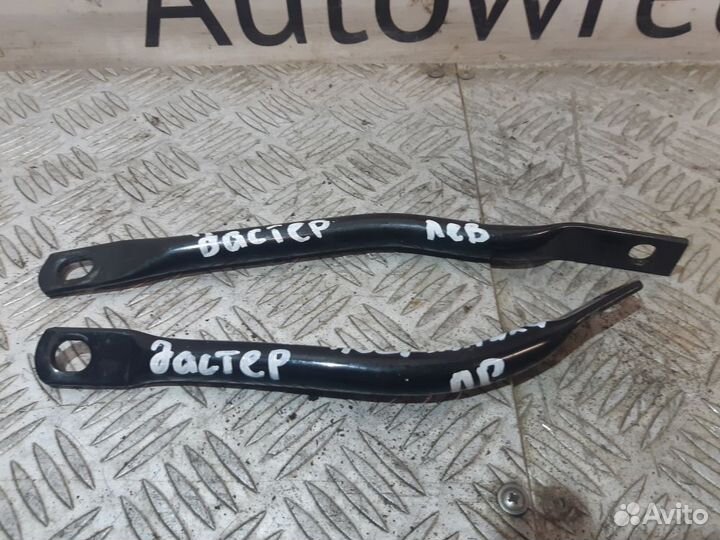 Autowre
дастер лев
дастер пр
Avito